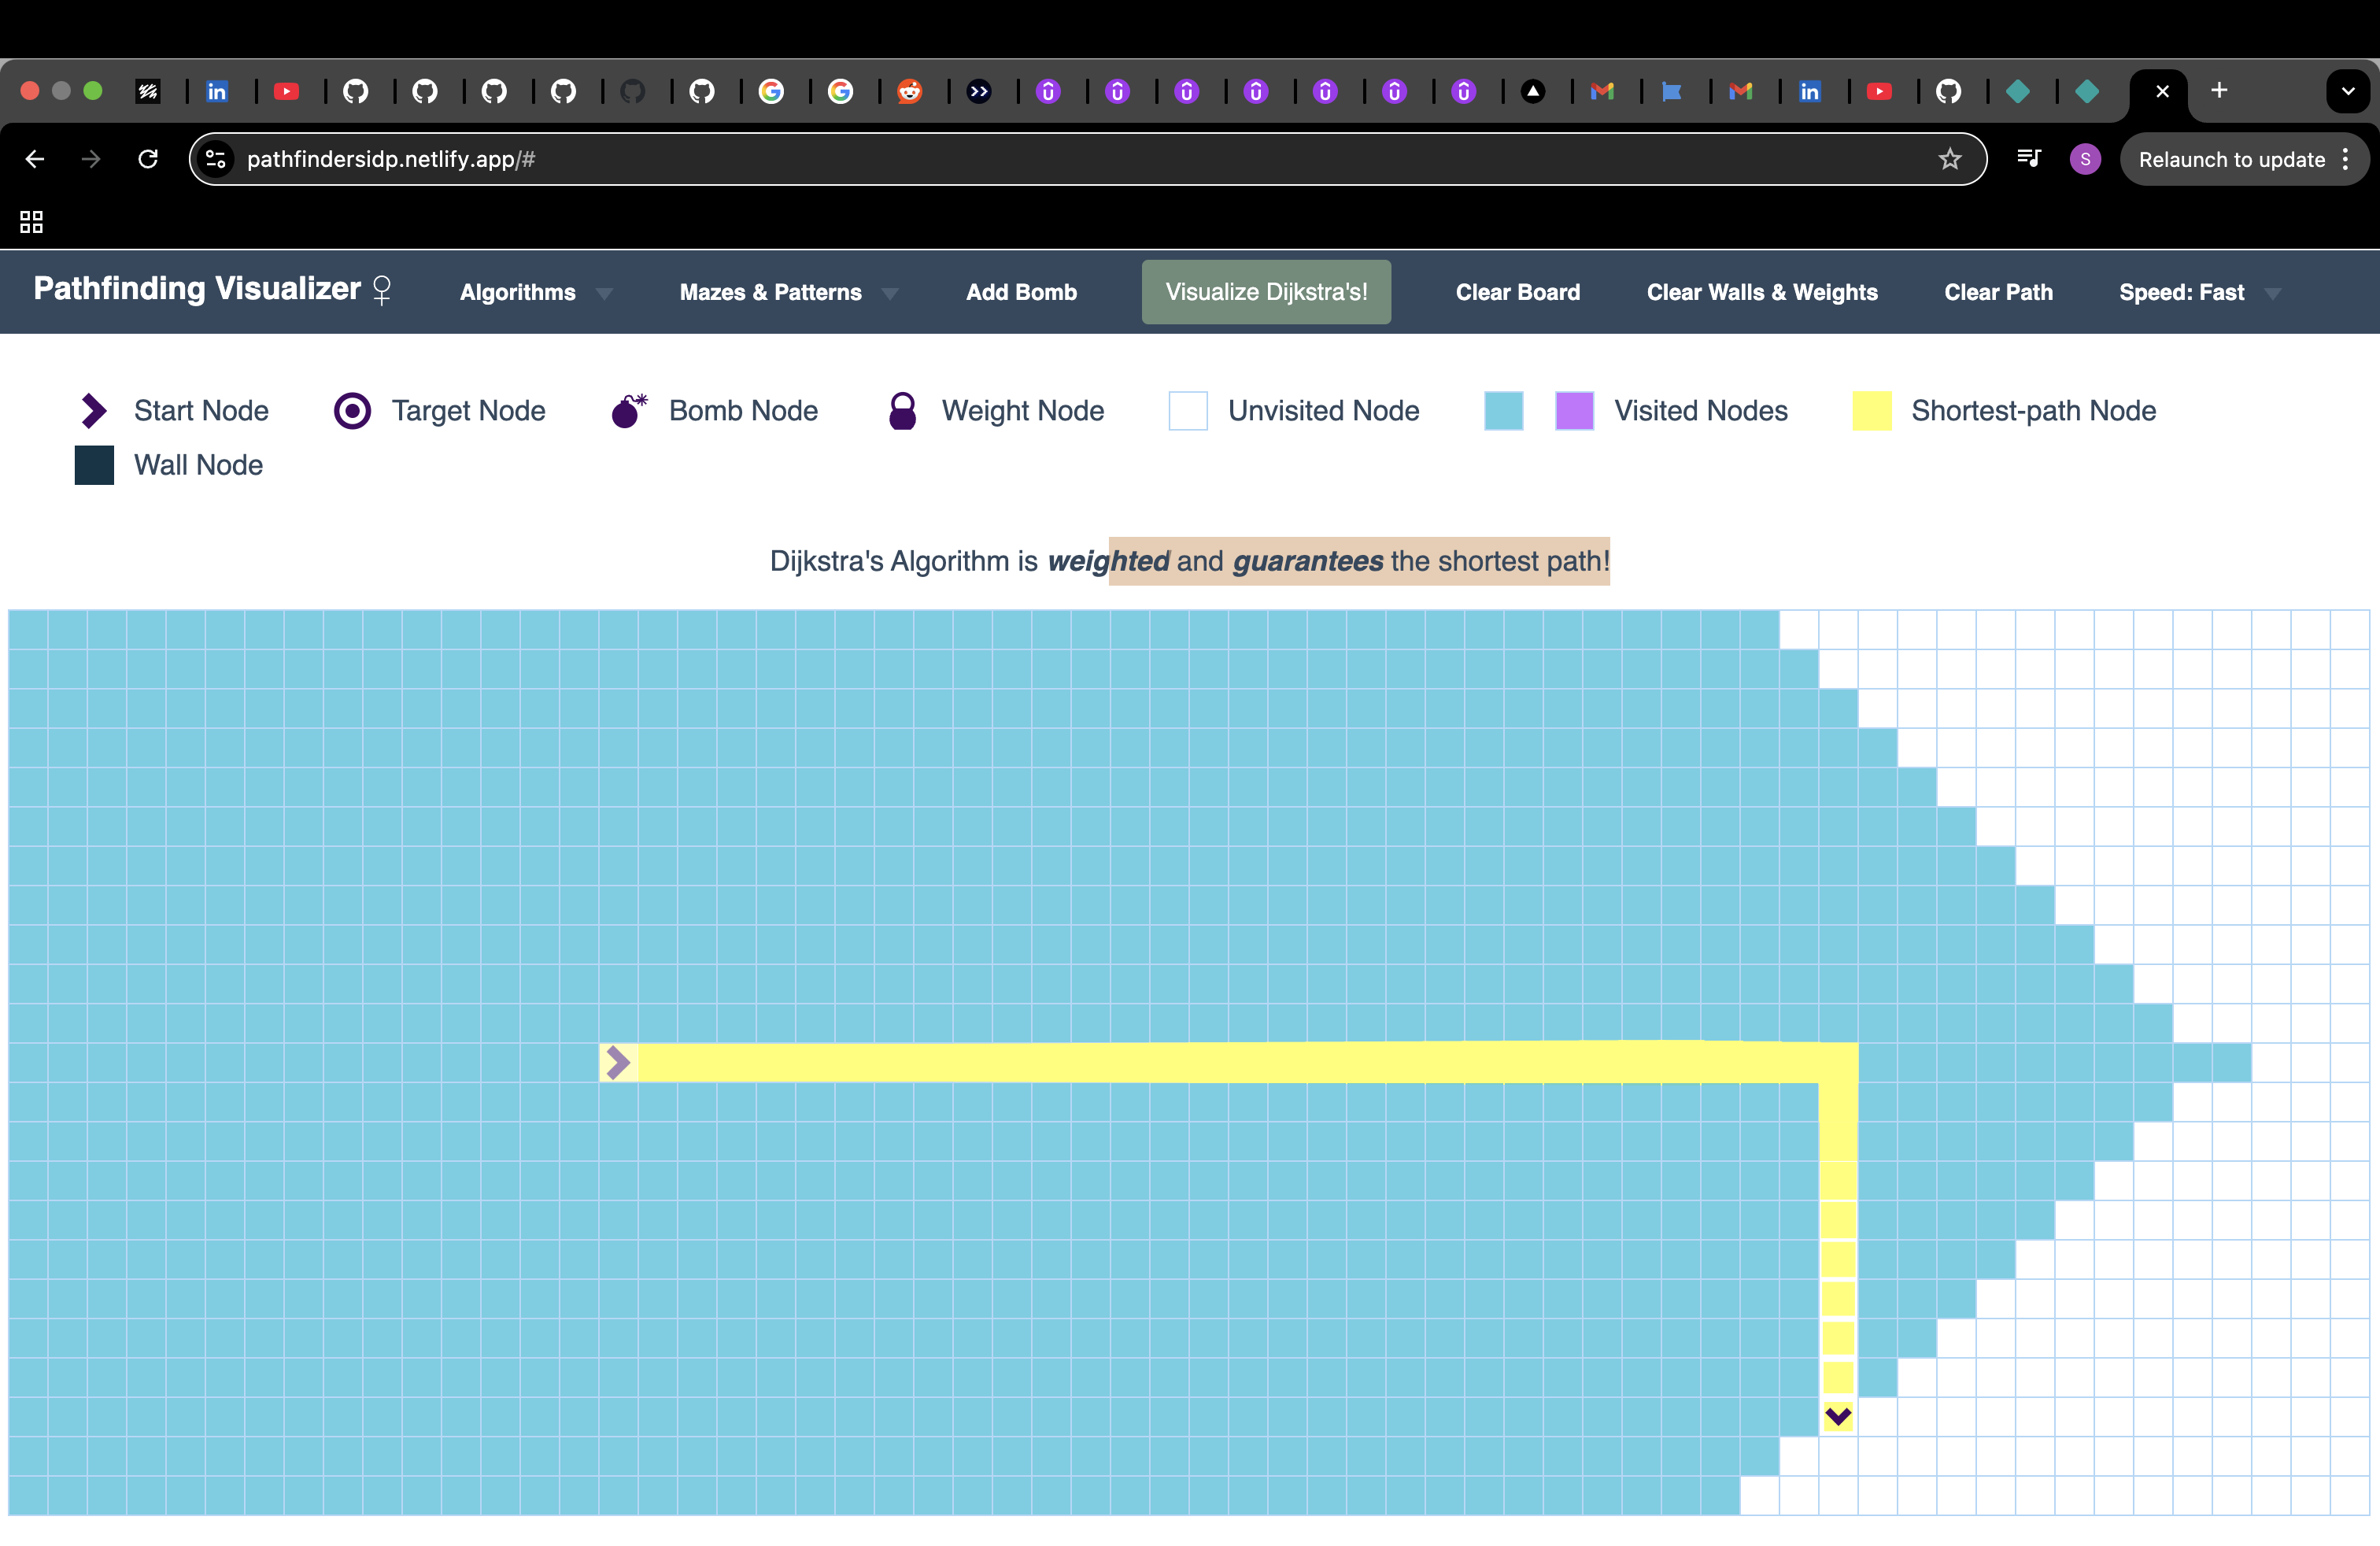 pathfindersidp.netlify.app/#
S
Relaunch to update
Pathfinding Visualizer
Algorithms
Mazes & Patterns
Add Bomb
Visualize Dijkstra's!
Clear Board
Clear Walls & Weights
Clear Path
Speed: Fast
Start Node
Target Node
Bomb Node
Weight Node
Unvisited Node
Visited Nodes
Shortest-path Node
Wall Node
Dijkstra's Algorithm is weighted and guarantees the shortest path!